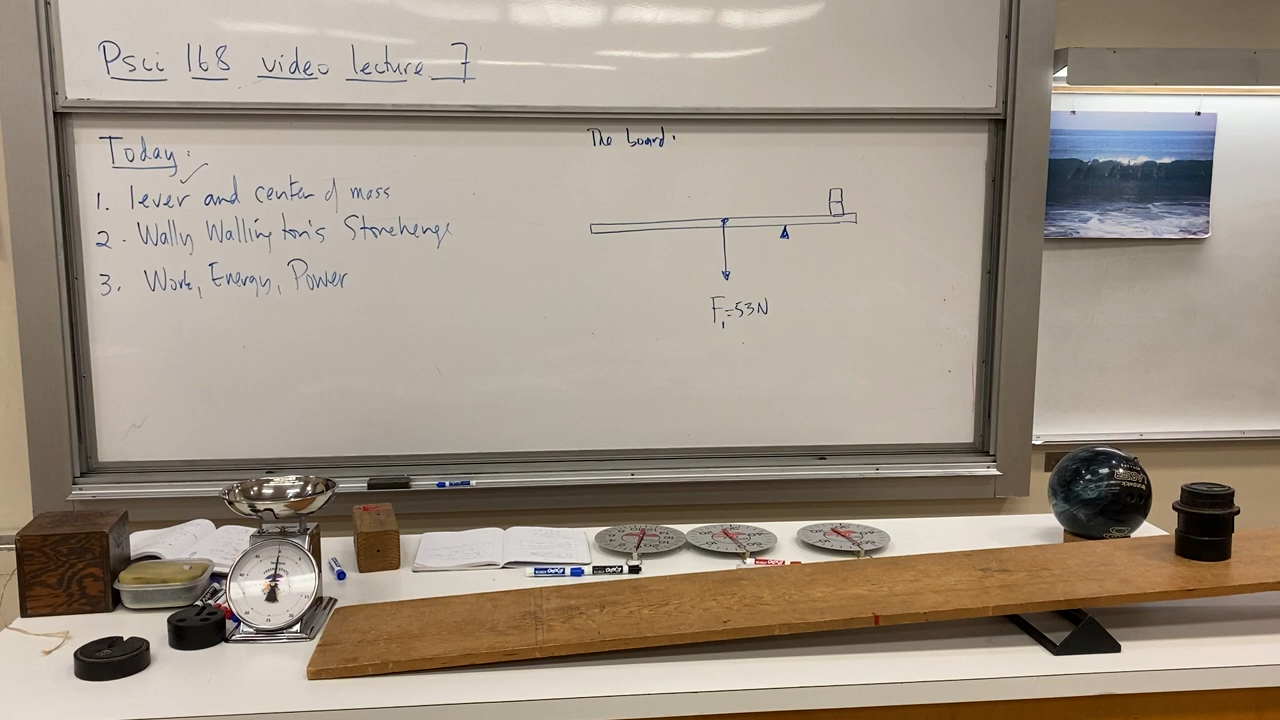 Psci 168 video lecture 7
Today:
1. lever and center of mass
2. Wally Wallington's Stonehenge
3. Work, Energy, Power
The board:
F₁=53N